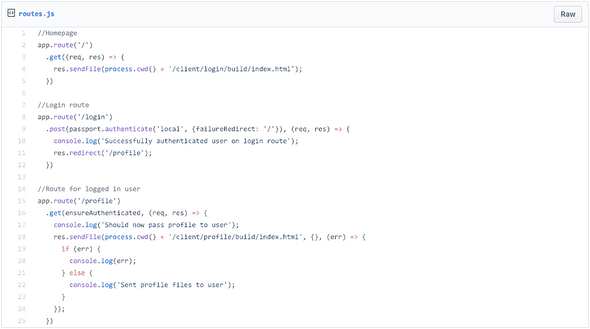 routes.js
Raw
1 //Homepage
2 app.route('/')
3 .get((req, res) => {
4 res.sendFile(process.cwd() + '/client/login/build/index.html');
5 })
6
7 //Login route
8 app.route('/login')
9 .post(passport.authenticate('local', {failureRedirect: '/'}), (req, res) => {
10 console.log('Successfully authenticated user on login route');
11 res.redirect('/profile');
12 })
13
14 //Route for logged in user
15 app.route('/profile')
16 .get(ensureAuthenticated, (req, res) => {
17 console.log('Should now pass profile to user');
18 res.sendFile(process.cwd() + '/client/profile/build/index.html', {}, (err) => {
19 if (err) {
20 console.log(err);
21 } else {
22 console.log('Sent profile files to user');
23 }
24 });
25 })